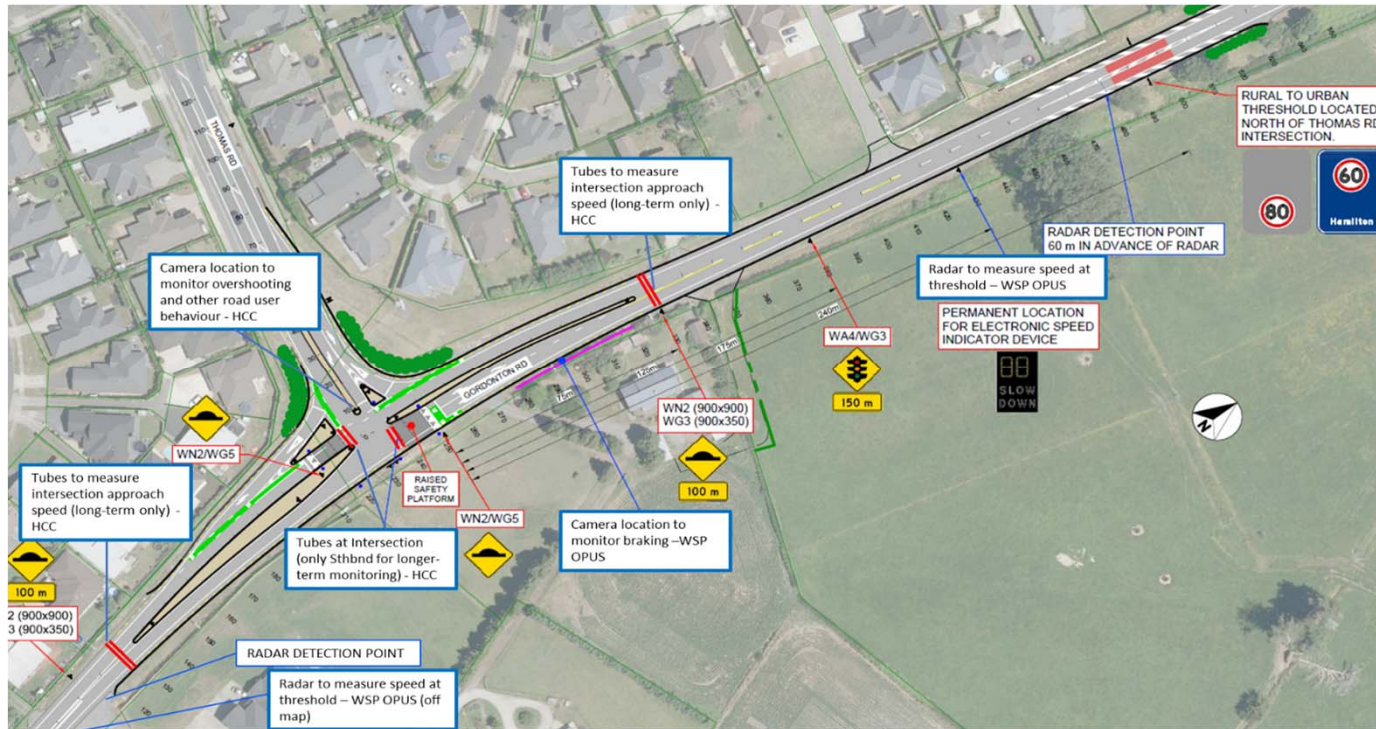 RURAL TO URBAN
THRESHOLD LOCATED
NORTH OF THOMAS RD
INTERSECTION.
80
60
Hamilton
THOMAS RD
Tubes to measure
intersection approach
speed (long-term only) -
HCC
RADAR DETECTION POINT
60 m IN ADVANCE OF RADAR
Camera location to
monitor overshooting
and other road user
behaviour - HCC
Radar to measure speed at
threshold – WSP OPUS
PERMANENT LOCATION
FOR ELECTRONIC SPEED
INDICATOR DEVICE
SLOW
DOWN
WA4/WG3
150 m
GORDONTON RD
75m
125m
175m
240m
WN2 (900x900)
WG3 (900x350)
100 m
N
WN2/WG5
RAISED
SAFETY
PLATFORM
WN2/WG5
Tubes to measure
intersection approach
speed (long-term only) -
HCC
Tubes at Intersection
(only Sthbnd for longer-
term monitoring) - HCC
Camera location to
monitor braking –WSP
OPUS
100 m
2 (900x900)
3 (900x350)
RADAR DETECTION POINT
Radar to measure speed at
threshold – WSP OPUS (off
map)